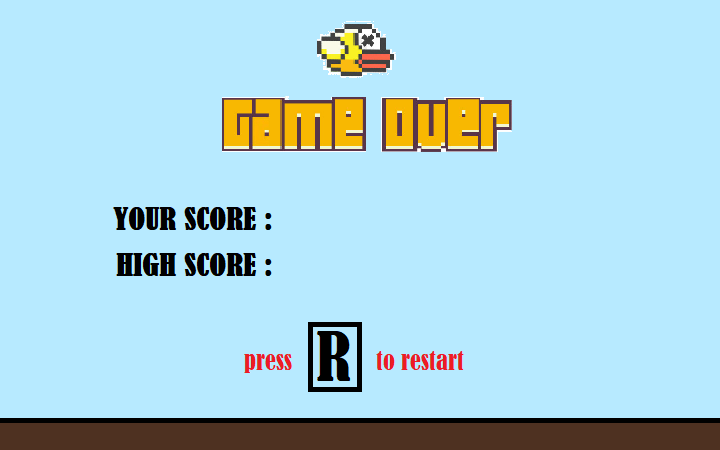 Game Over
YOUR SCORE :
HIGH SCORE :
press R to restart